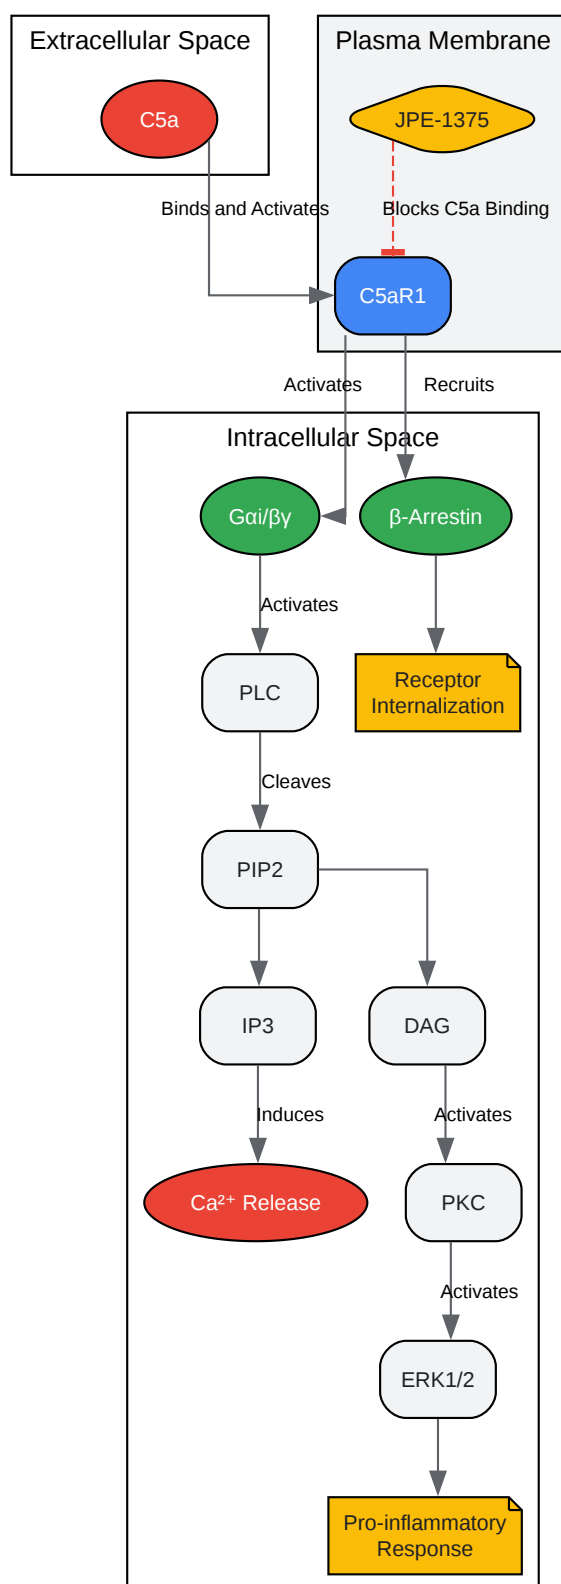 Extracellular Space
Plasma Membrane
C5a
JPE-1375
Binds and Activates
Blocks C5a Binding
C5aR1
Activates
Recruits
Intracellular Space
Gαi/βγ
β-Arrestin
Activates
PLC
Receptor
Internalization
Cleaves
PIP2
IP3
DAG
Induces
Activates
Ca²⁺ Release
PKC
Activates
ERK1/2
Pro-inflammatory
Response